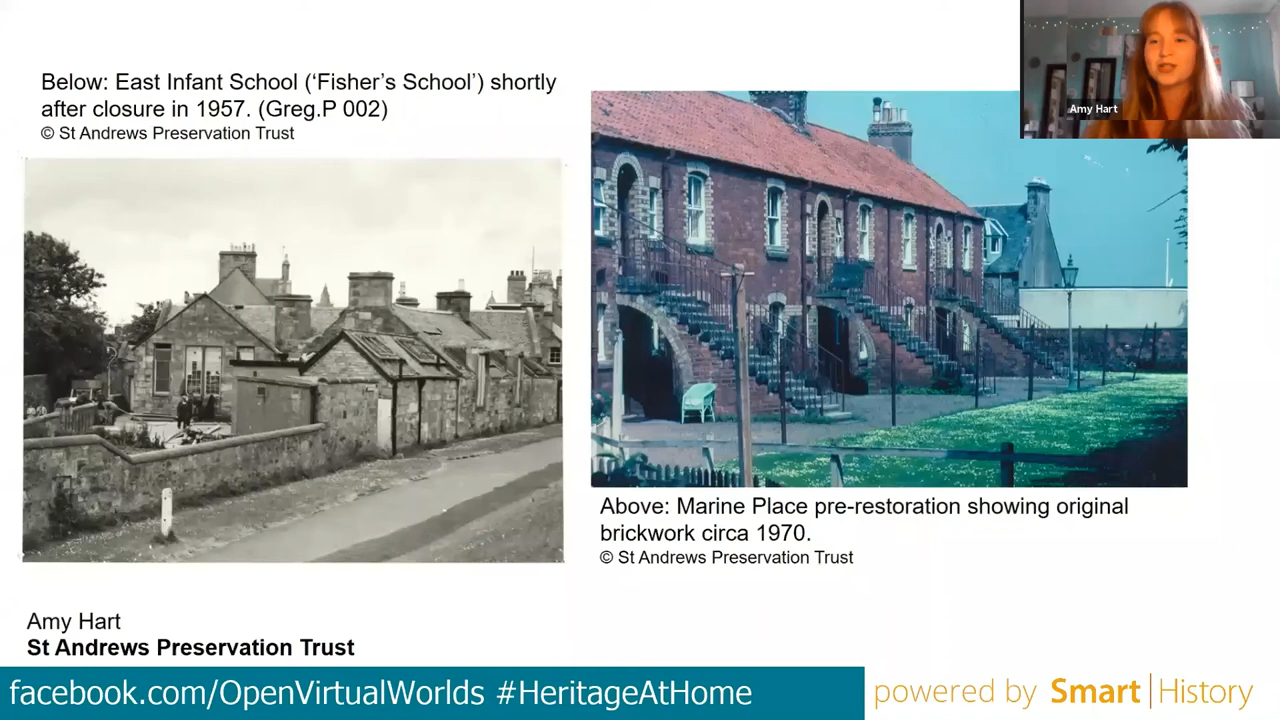 Below: East Infant School (‘Fisher’s School’) shortly
after closure in 1957. (Greg.P 002)
© St Andrews Preservation Trust
Amy Hart
Above: Marine Place pre-restoration showing original
brickwork circa 1970.
© St Andrews Preservation Trust
Amy Hart
St Andrews Preservation Trust
facebook.com/OpenVirtualWorlds #HeritageAtHome
powered by Smart|History